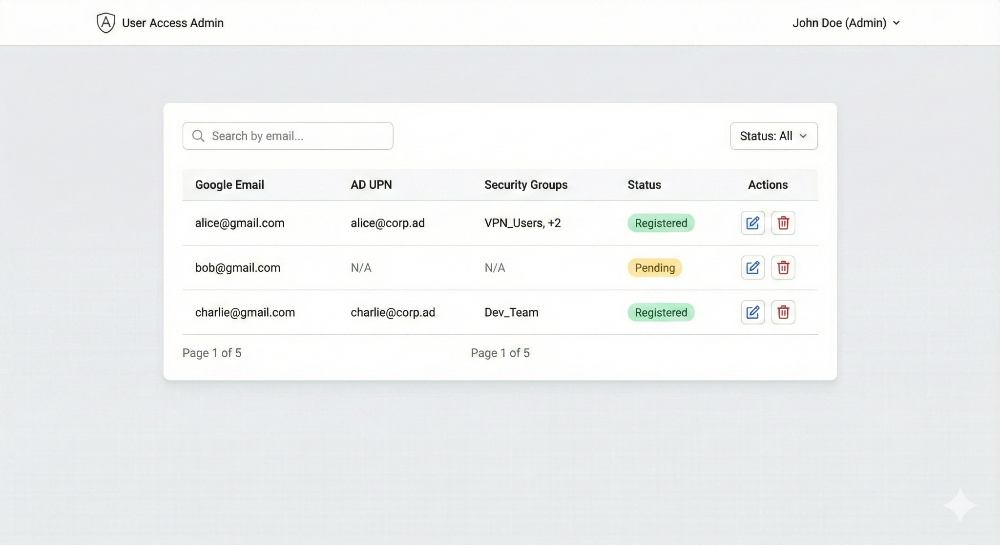 User Access Admin
John Doe (Admin)
Search by email...
Status: All
Google Email AD UPN Security Groups Status Actions
alice@gmail.com alice@corp.ad VPN_Users, +2 Registered
bob@gmail.com N/A N/A Pending
charlie@gmail.com charlie@corp.ad Dev_Team Registered
Page 1 of 5 Page 1 of 5